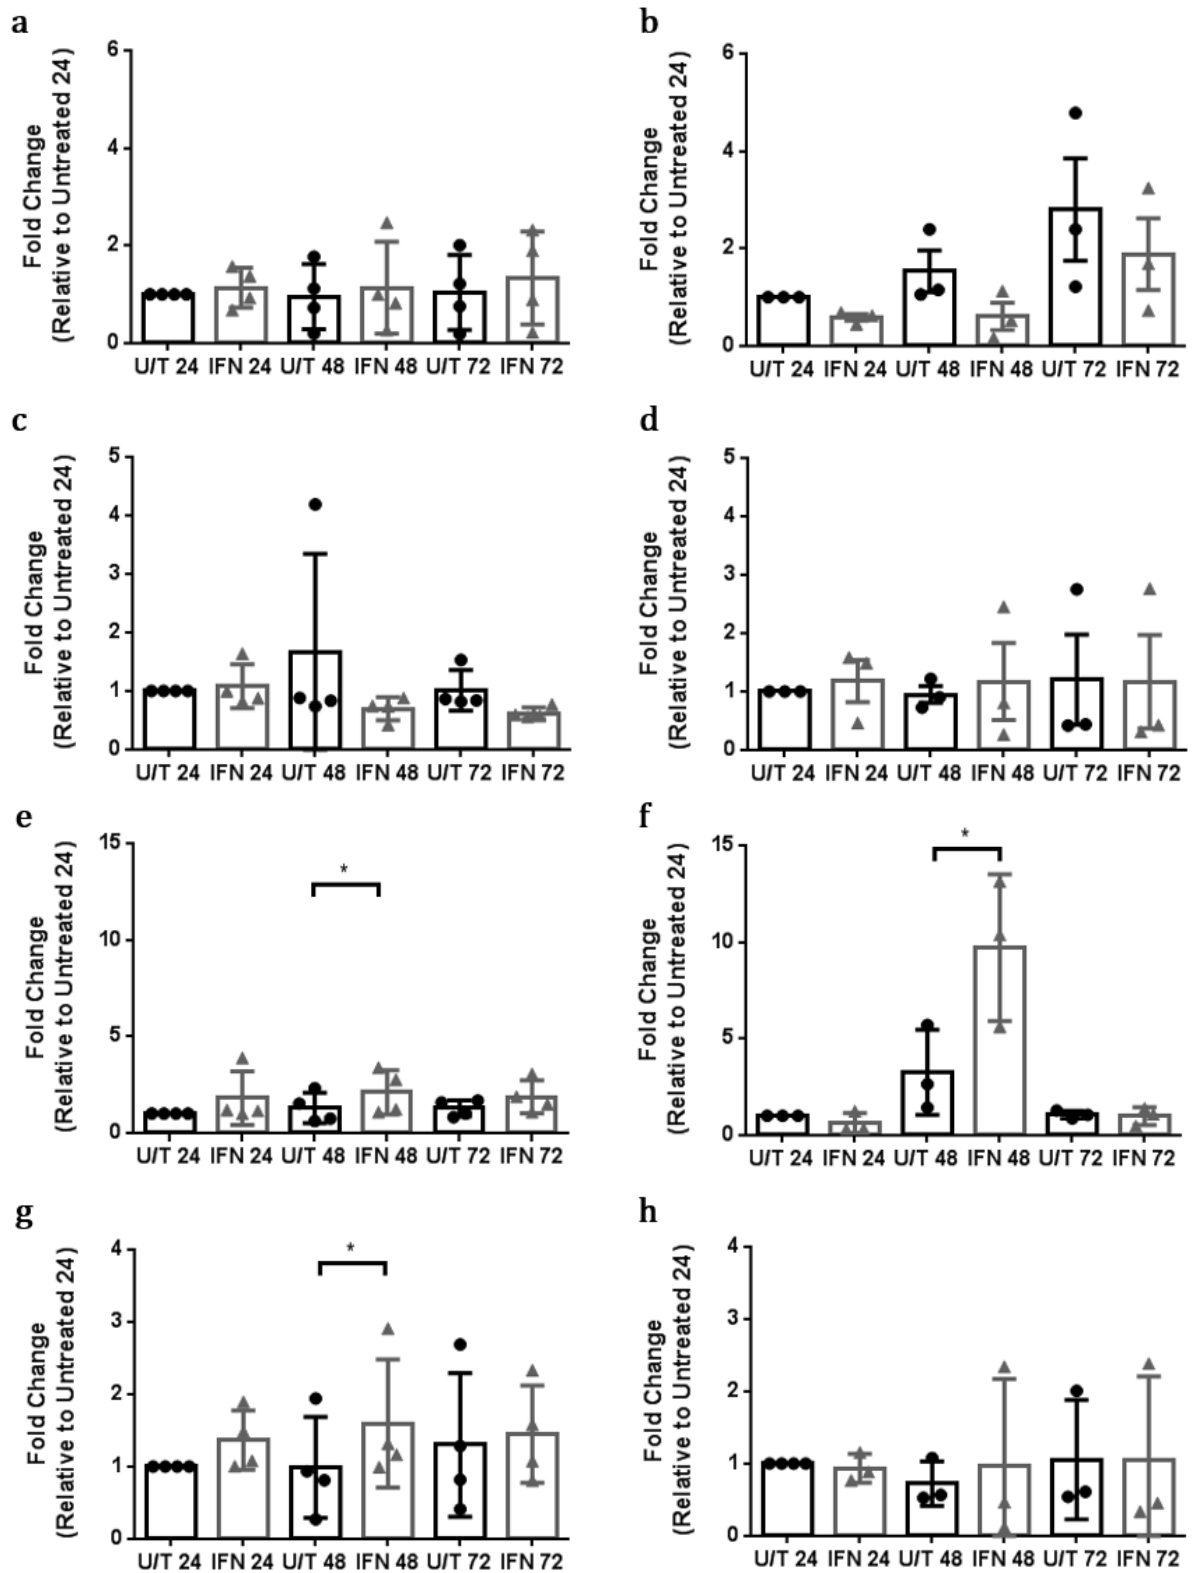 a
Fold Change
(Relative to Untreated 24)
6
4
2
0
U/T 24 IFN 24 U/T 48 IFN 48 U/T 72 IFN 72
b
Fold Change
(Relative to Untreated 24)
6
4
2
0
U/T 24 IFN 24 U/T 48 IFN 48 U/T 72 IFN 72
c
Fold Change
(Relative to Untreated 24)
5
4
3
2
1
0
U/T 24 IFN 24 U/T 48 IFN 48 U/T 72 IFN 72
d
Fold Change
(Relative to Untreated 24)
5
4
3
2
1
0
U/T 24 IFN 24 U/T 48 IFN 48 U/T 72 IFN 72
e
Fold Change
(Relative to Untreated 24)
15
10
5
0
*
U/T 24 IFN 24 U/T 48 IFN 48 U/T 72 IFN 72
f
Fold Change
(Relative to Untreated 24)
15
10
5
0
*
U/T 24 IFN 24 U/T 48 IFN 48 U/T 72 IFN 72
g
Fold Change
(Relative to Untreated 24)
4
3
2
1
0
*
U/T 24 IFN 24 U/T 48 IFN 48 U/T 72 IFN 72
h
Fold Change
(Relative to Untreated 24)
4
3
2
1
0
U/T 24 IFN 24 U/T 48 IFN 48 U/T 72 IFN 72